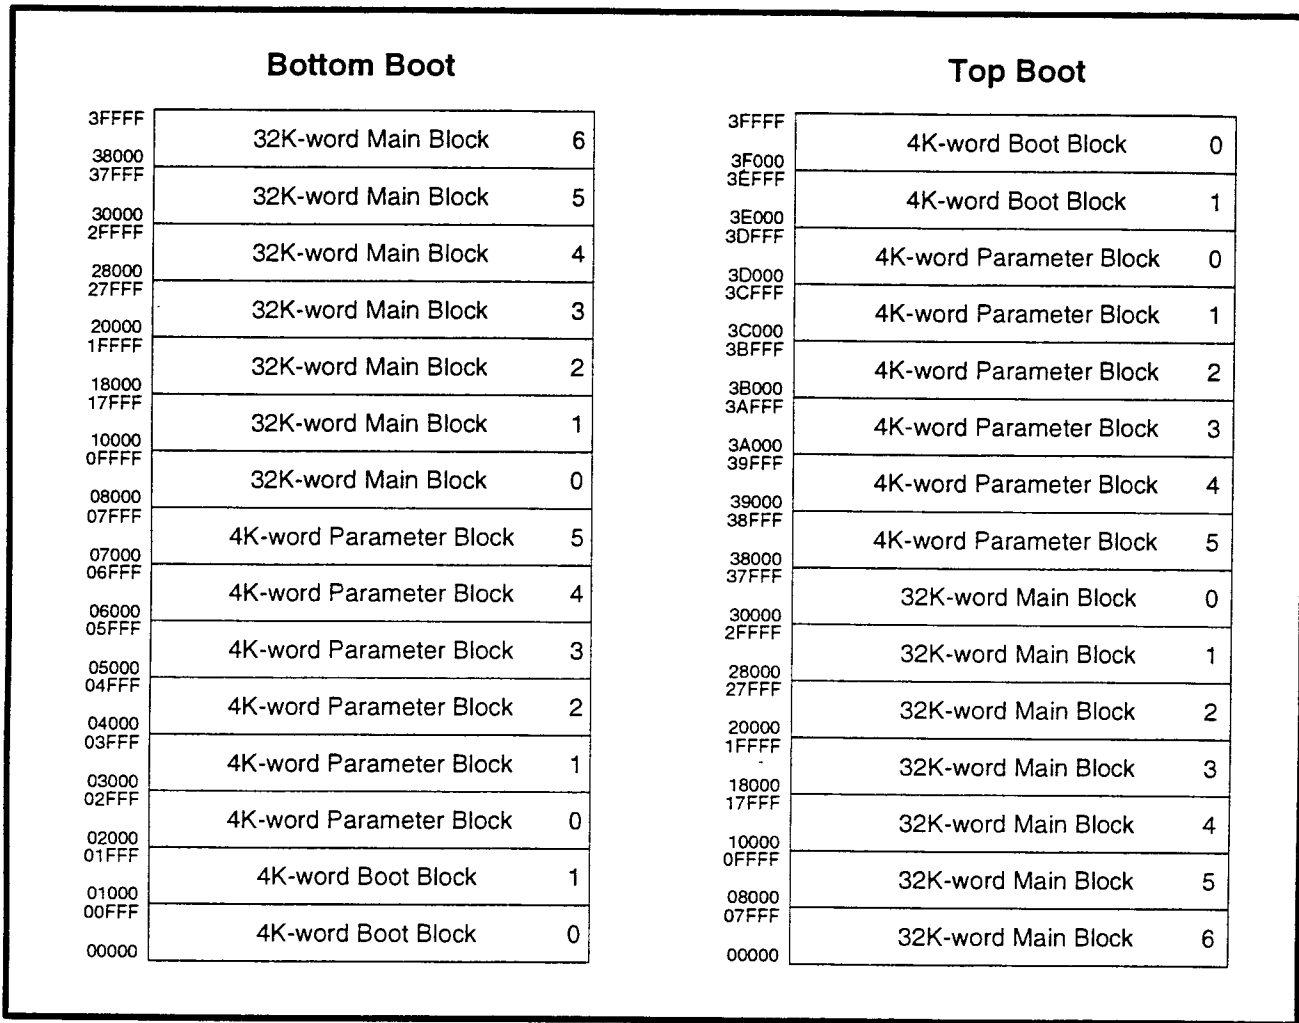 Bottom Boot
3FFFF
32K-word Main Block 6
38000
37FFF
32K-word Main Block 5
30000
2FFFF
32K-word Main Block 4
28000
27FFF
32K-word Main Block 3
20000
1FFFF
32K-word Main Block 2
18000
17FFF
32K-word Main Block 1
10000
0FFFF
32K-word Main Block 0
08000
07FFF
4K-word Parameter Block 5
07000
06FFF
4K-word Parameter Block 4
06000
05FFF
4K-word Parameter Block 3
05000
04FFF
4K-word Parameter Block 2
04000
03FFF
4K-word Parameter Block 1
03000
02FFF
4K-word Parameter Block 0
02000
01FFF
4K-word Boot Block 1
01000
00FFF
4K-word Boot Block 0
00000
Top Boot
3FFFF
4K-word Boot Block 0
3F000
3EFFF
4K-word Boot Block 1
3E000
3DFFF
4K-word Parameter Block 0
3D000
3CFFF
4K-word Parameter Block 1
3C000
3BFFF
4K-word Parameter Block 2
3B000
3AFFF
4K-word Parameter Block 3
3A000
39FFF
4K-word Parameter Block 4
39000
38FFF
4K-word Parameter Block 5
38000
37FFF
32K-word Main Block 0
30000
2FFFF
32K-word Main Block 1
28000
27FFF
32K-word Main Block 2
20000
1FFFF
32K-word Main Block 3
18000
17FFF
32K-word Main Block 4
10000
0FFFF
32K-word Main Block 5
08000
07FFF
32K-word Main Block 6
00000